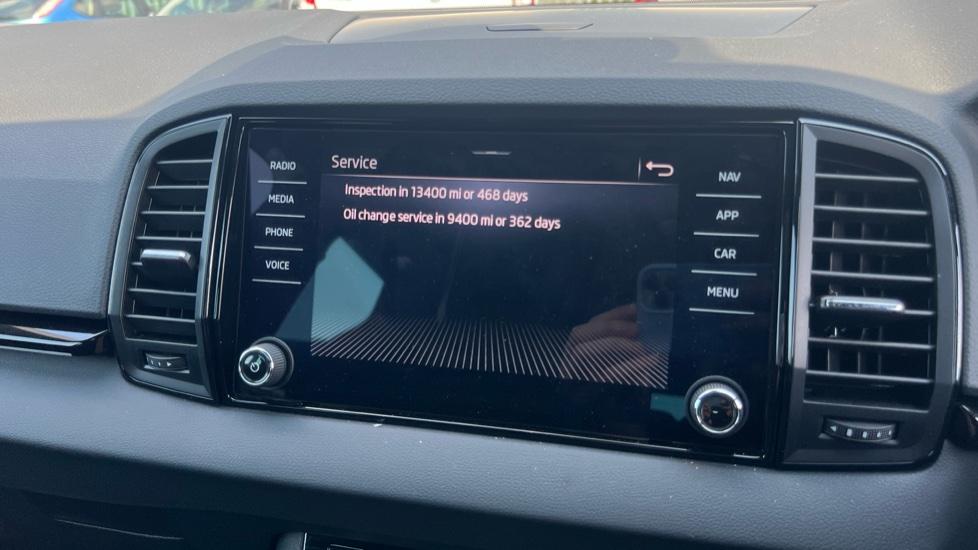 RADIO
MEDIA
PHONE
VOICE
Service
Inspection in 13400 mi or 468 days
Oil change service in 9400 mi or 362 days
NAV
APP
CAR
MENU